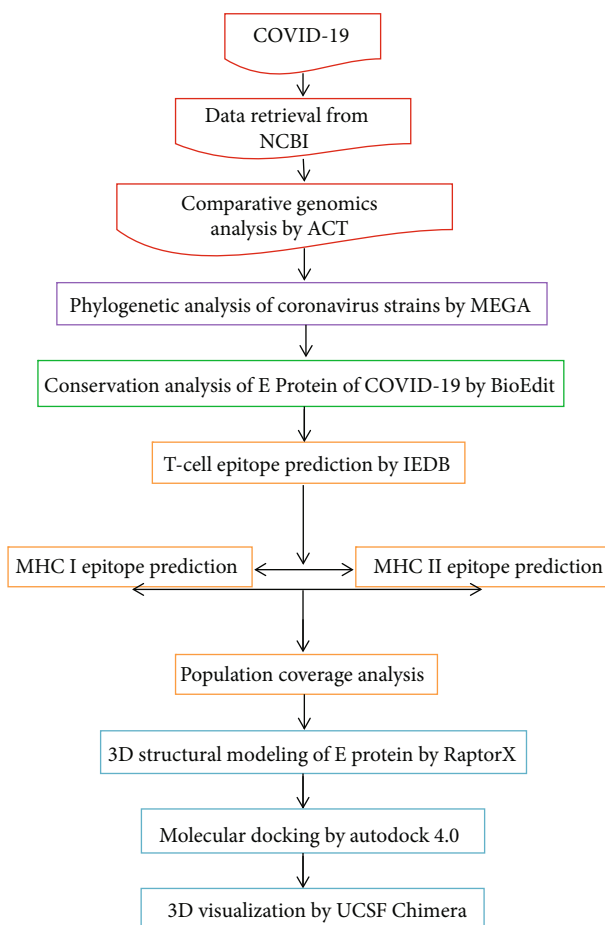 COVID-19
Data retrieval from
NCBI
Comparative genomics
analysis by ACT
Phylogenetic analysis of coronavirus strains by MEGA
Conservation analysis of E Protein of COVID-19 by BioEdit
T-cell epitope prediction by IEDB
MHC I epitope prediction
MHC II epitope prediction
Population coverage analysis
3D structural modeling of E protein by RaptorX
Molecular docking by autodock 4.0
3D visualization by UCSF Chimera